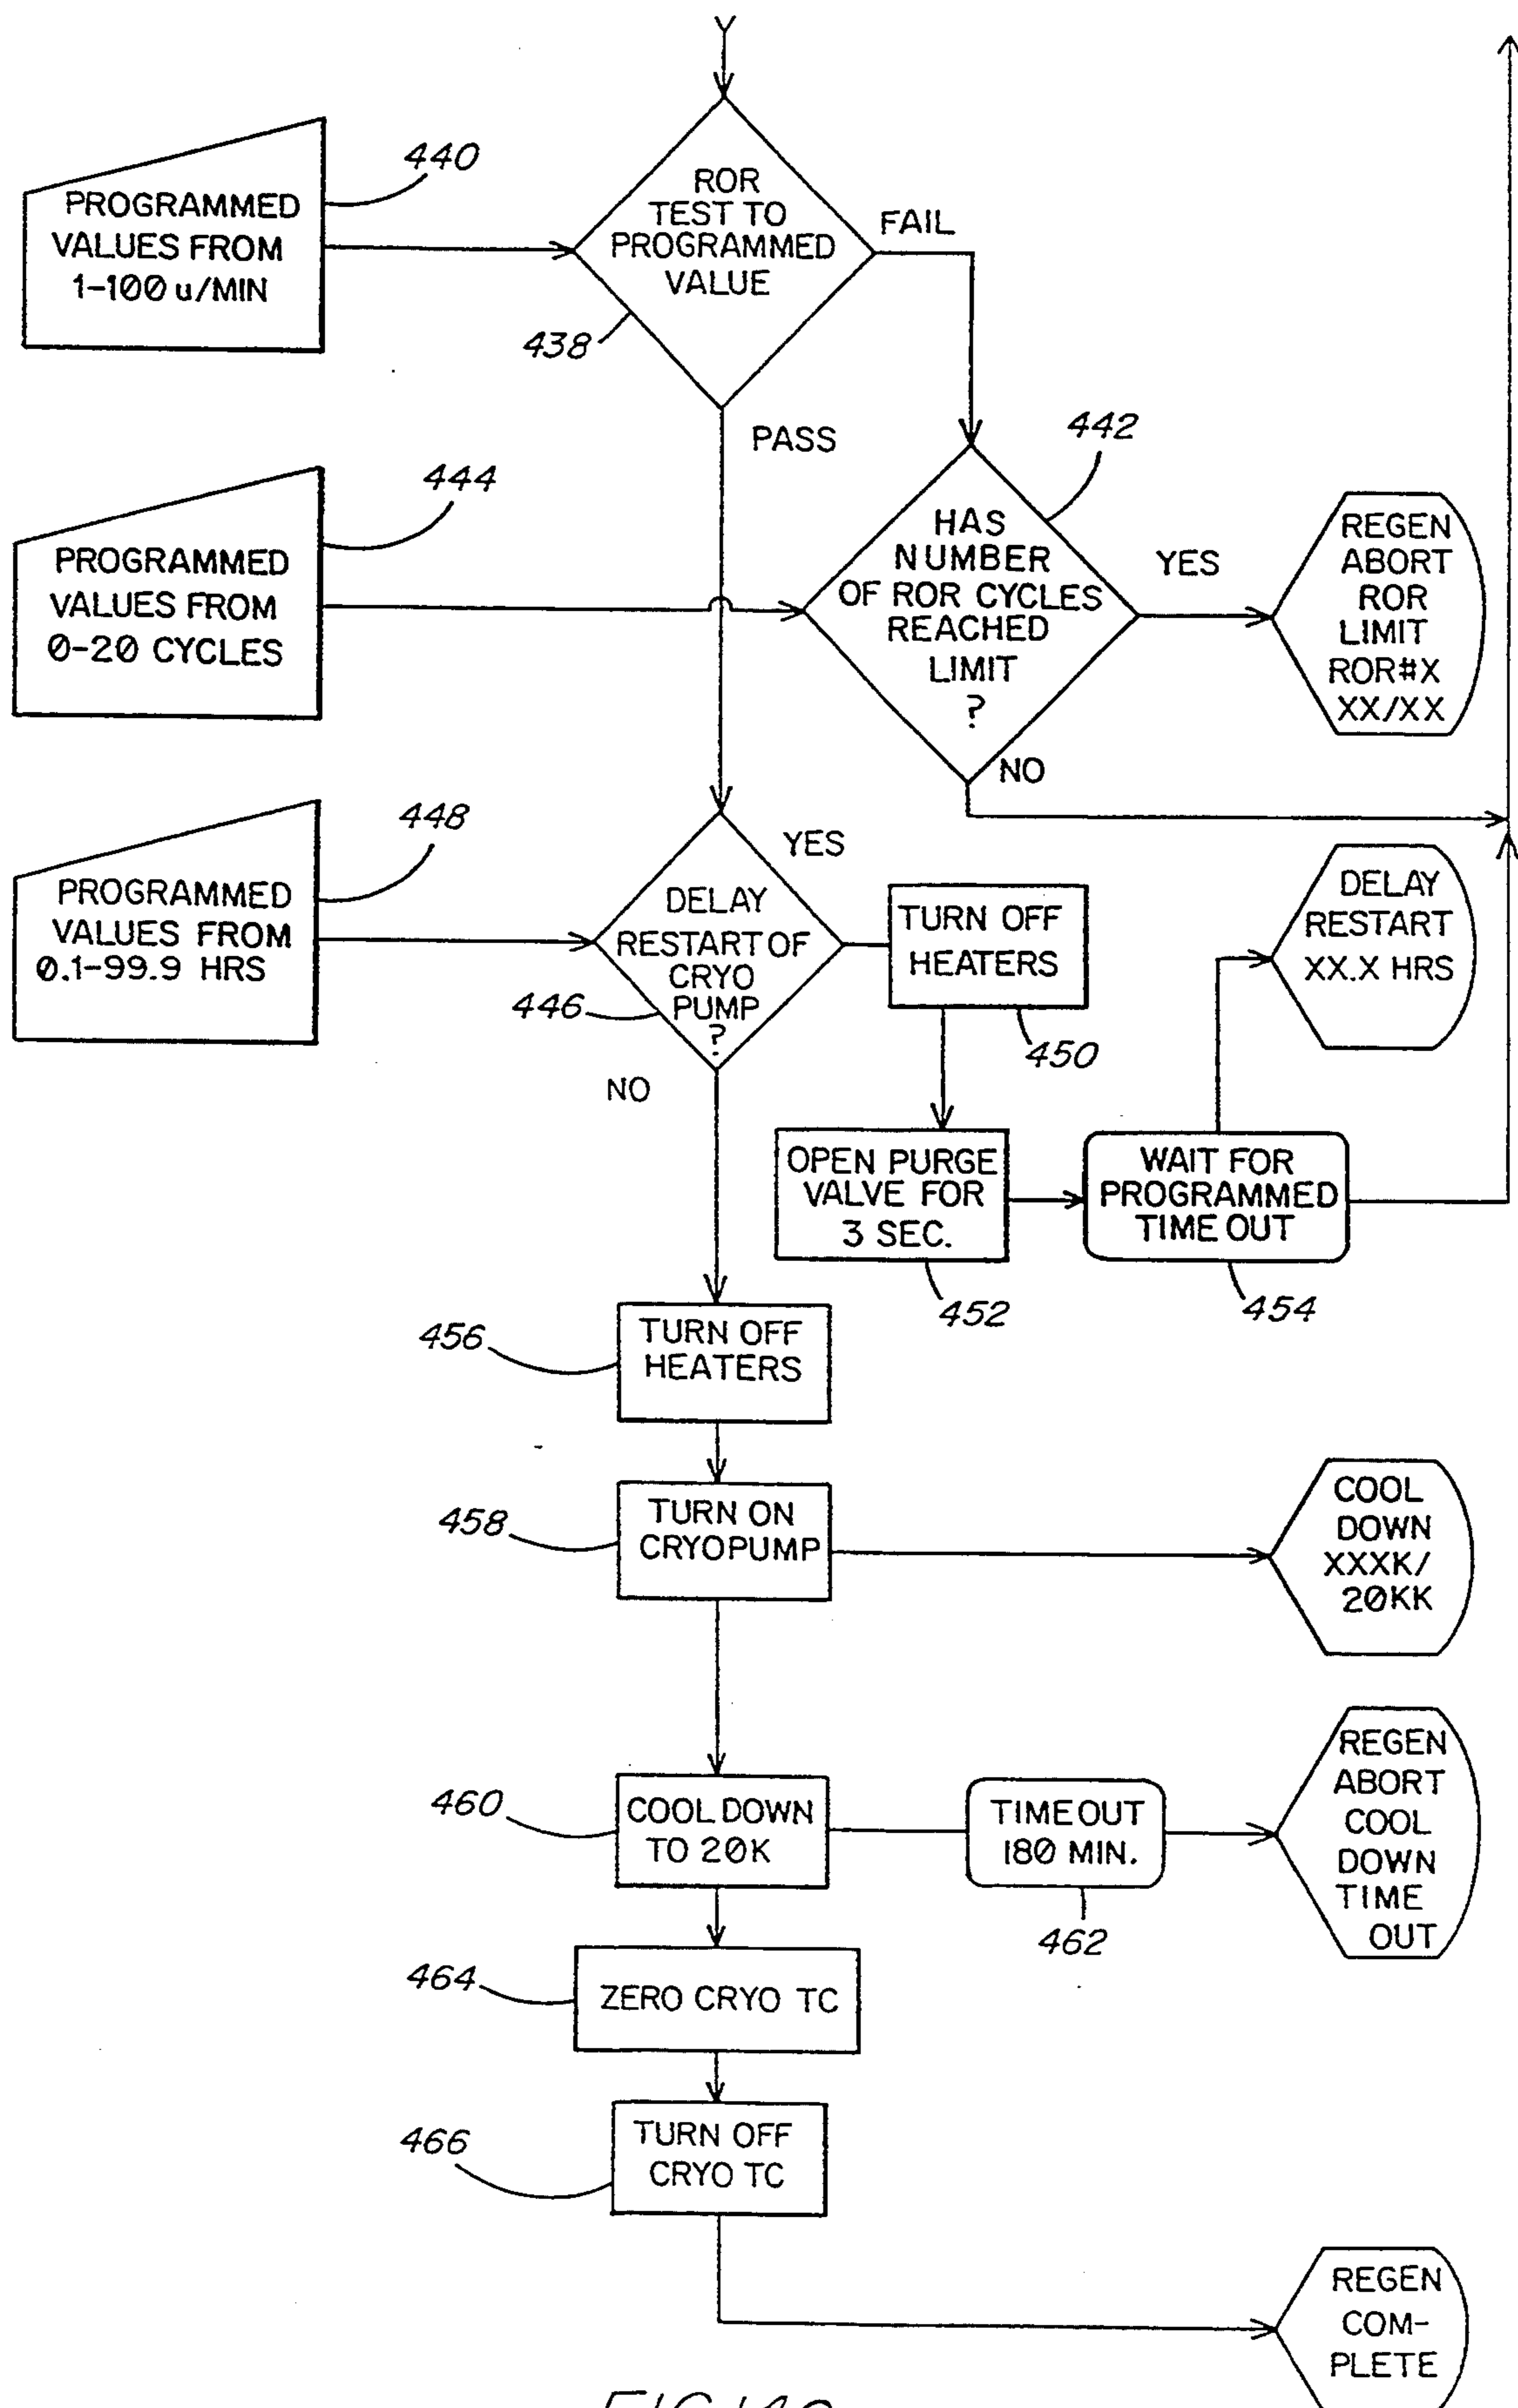 440
PROGRAMMED
VALUES FROM
1-100 u/MIN
ROR
TEST TO
PROGRAMMED
VALUE
FAIL
438
PASS
442
444
PROGRAMMED
VALUES FROM
0-20 CYCLES
HAS
NUMBER
OF ROR CYCLES
REACHED
LIMIT
?
YES
REGEN
ABORT
ROR
LIMIT
ROR#X
XX/XX
NO
448
PROGRAMMED
VALUES FROM
0.1-99.9 HRS
YES
DELAY
RESTART OF
CRYO
PUMP
?
446
NO
TURN OFF
HEATERS
450
DELAY
RESTART
XX.X HRS
OPEN PURGE
VALVE FOR
3 SEC.
452
WAIT FOR
PROGRAMMED
TIME OUT
454
456
TURN OFF
HEATERS
458
TURN ON
CRYOPUMP
COOL
DOWN
XXXK/
20KK
460
COOL DOWN
TO 20K
TIMEOUT
180 MIN.
462
REGEN
ABORT
COOL
DOWN
TIME
OUT
464
ZERO CRYO TC
466
TURN OFF
CRYO TC
REGEN
COM-
PLETE